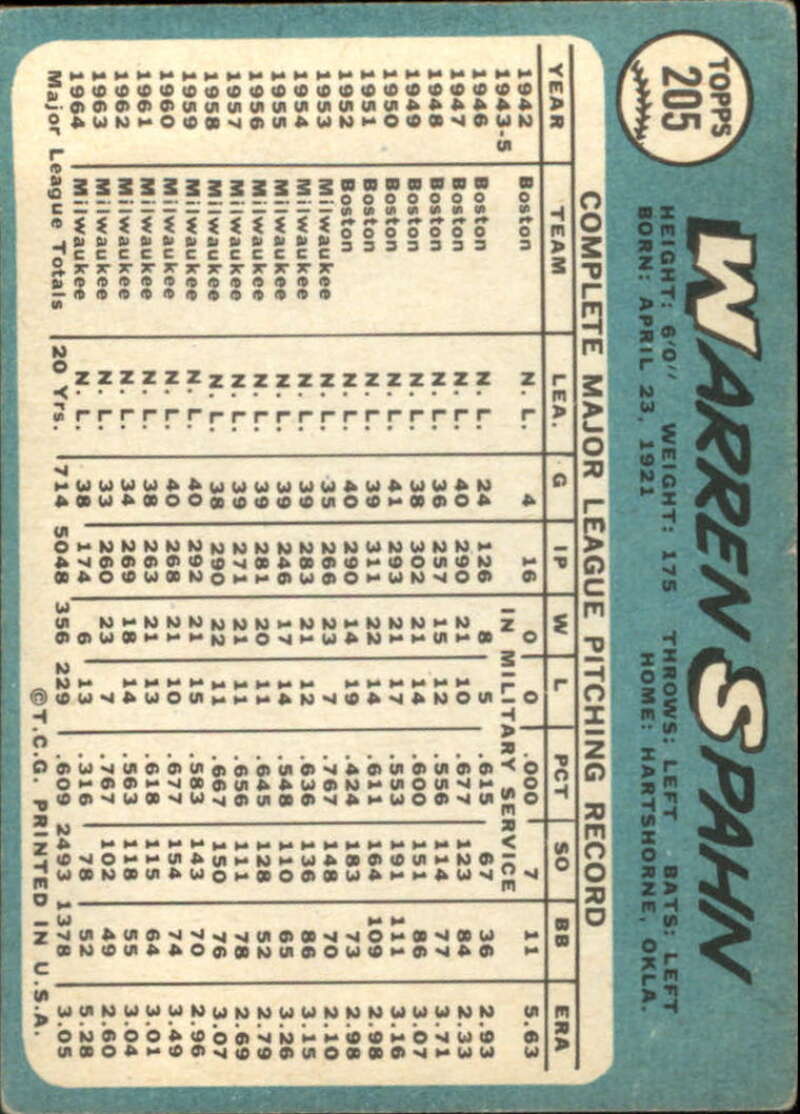 TOPPS
205
WARREN SPAHN
HEIGHT: 6'0" WEIGHT: 175 THROWS: LEFT BATS: LEFT
BORN: APRIL 23, 1921 HOME: HARTSHORNE, OKLA.
COMPLETE MAJOR LEAGUE PITCHING RECORD
YEAR TEAM LEA. G IP W L PCT SO BB ERA
1942 Boston N. L. 4 16 0 0 .000 7 11 5.63
1943-5 IN MILITARY SERVICE
1946 Boston N. L. 24 126 8 5 .615 67 36 2.93
1947 Boston N. L. 40 290 21 10 .677 123 84 2.33
1948 Boston N. L. 36 257 15 12 .556 114 77 3.71
1949 Boston N. L. 38 302 21 14 .600 151 86 3.07
1950 Boston N. L. 41 293 21 17 .553 191 111 3.16
1951 Boston N. L. 39 311 22 14 .611 164 109 2.98
1952 Boston N. L. 40 290 14 19 .424 183 73 2.98
1953 Milwaukee N. L. 35 266 23 7 .767 148 70 2.10
1954 Milwaukee N. L. 39 283 21 12 .636 136 86 3.15
1955 Milwaukee N. L. 39 246 17 14 .548 110 65 3.26
1956 Milwaukee N. L. 39 281 20 11 .645 128 52 2.79
1957 Milwaukee N. L. 39 271 21 11 .656 111 78 2.69
1958 Milwaukee N. L. 38 290 22 11 .667 150 76 3.07
1959 Milwaukee N. L. 40 292 21 15 .583 143 70 2.96
1960 Milwaukee N. L. 40 268 21 10 .677 154 74 3.49
1961 Milwaukee N. L. 38 263 21 13 .618 115 64 3.01
1962 Milwaukee N. L. 34 269 18 14 .563 118 55 3.04
1963 Milwaukee N. L. 33 260 23 7 .767 102 49 2.60
1964 Milwaukee N. L. 38 174 6 13 .316 78 52 5.28
Major League Totals 20 Yrs. 714 5048 356 229 .609 2493 1378 3.05
©T.C.G. PRINTED IN U.S.A.